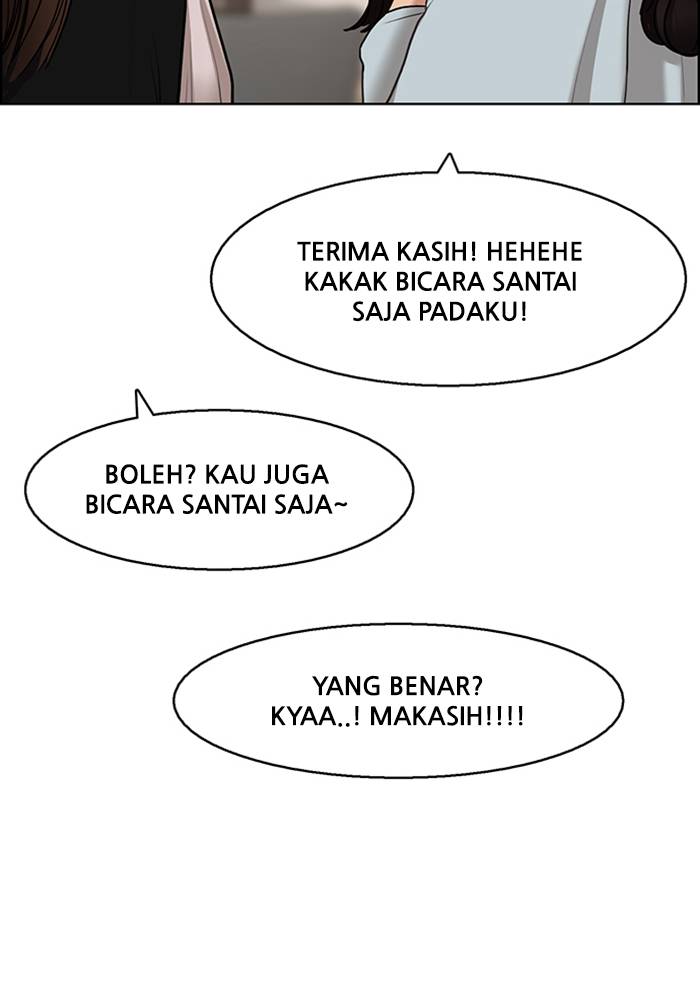 TERIMA KASIH! HEHEHE
KAKAK BICARA SANTAI
SAJA PADAKU!
BOLEH? KAU JUGA
BICARA SANTAI SAJA~
YANG BENAR?
KYAA..! MAKASIH!!!!